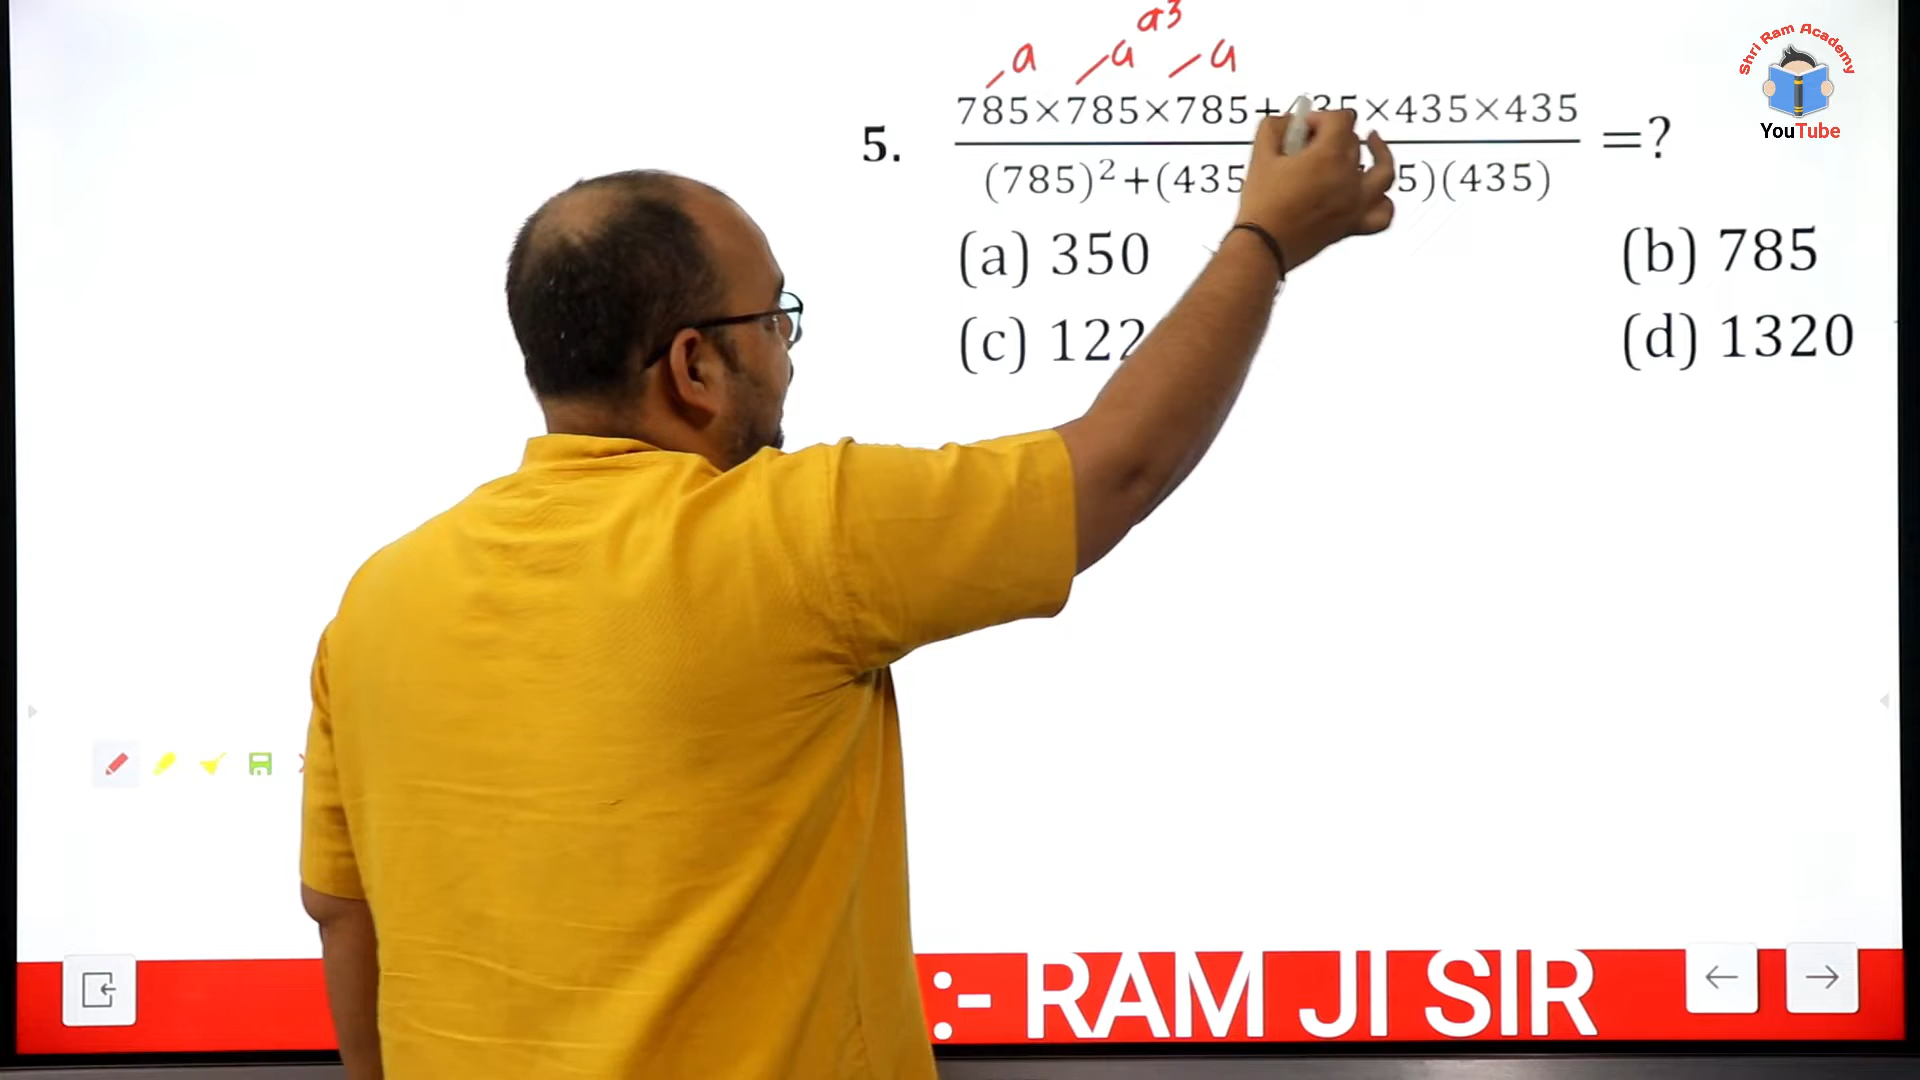 a³
a a a
Shri Ram Academy
YouTube
5. 785×785×785+435×435×435 =?
(785)²+(435 5)(435)
(a) 350 (b) 785
(c) 122 (d) 1320
:- RAM JI SIR